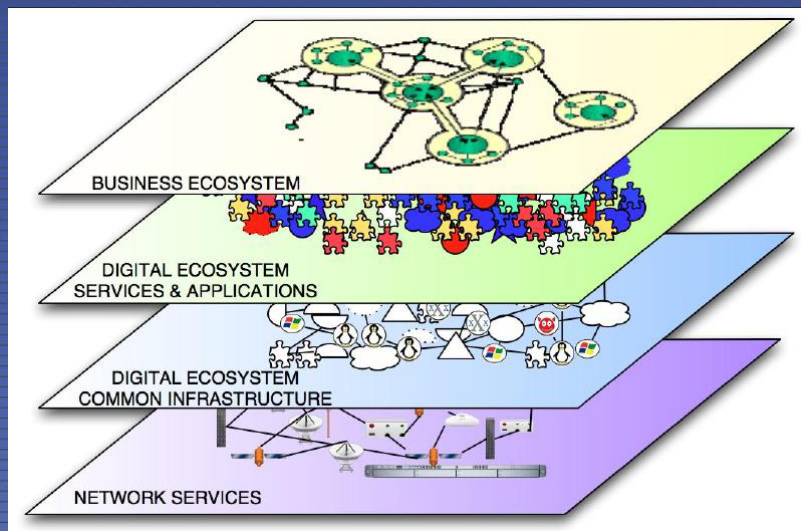 BUSINESS ECOSYSTEM
DIGITAL ECOSYSTEM
SERVICES & APPLICATIONS
DIGITAL ECOSYSTEM
COMMON INFRASTRUCTURE
NETWORK SERVICES